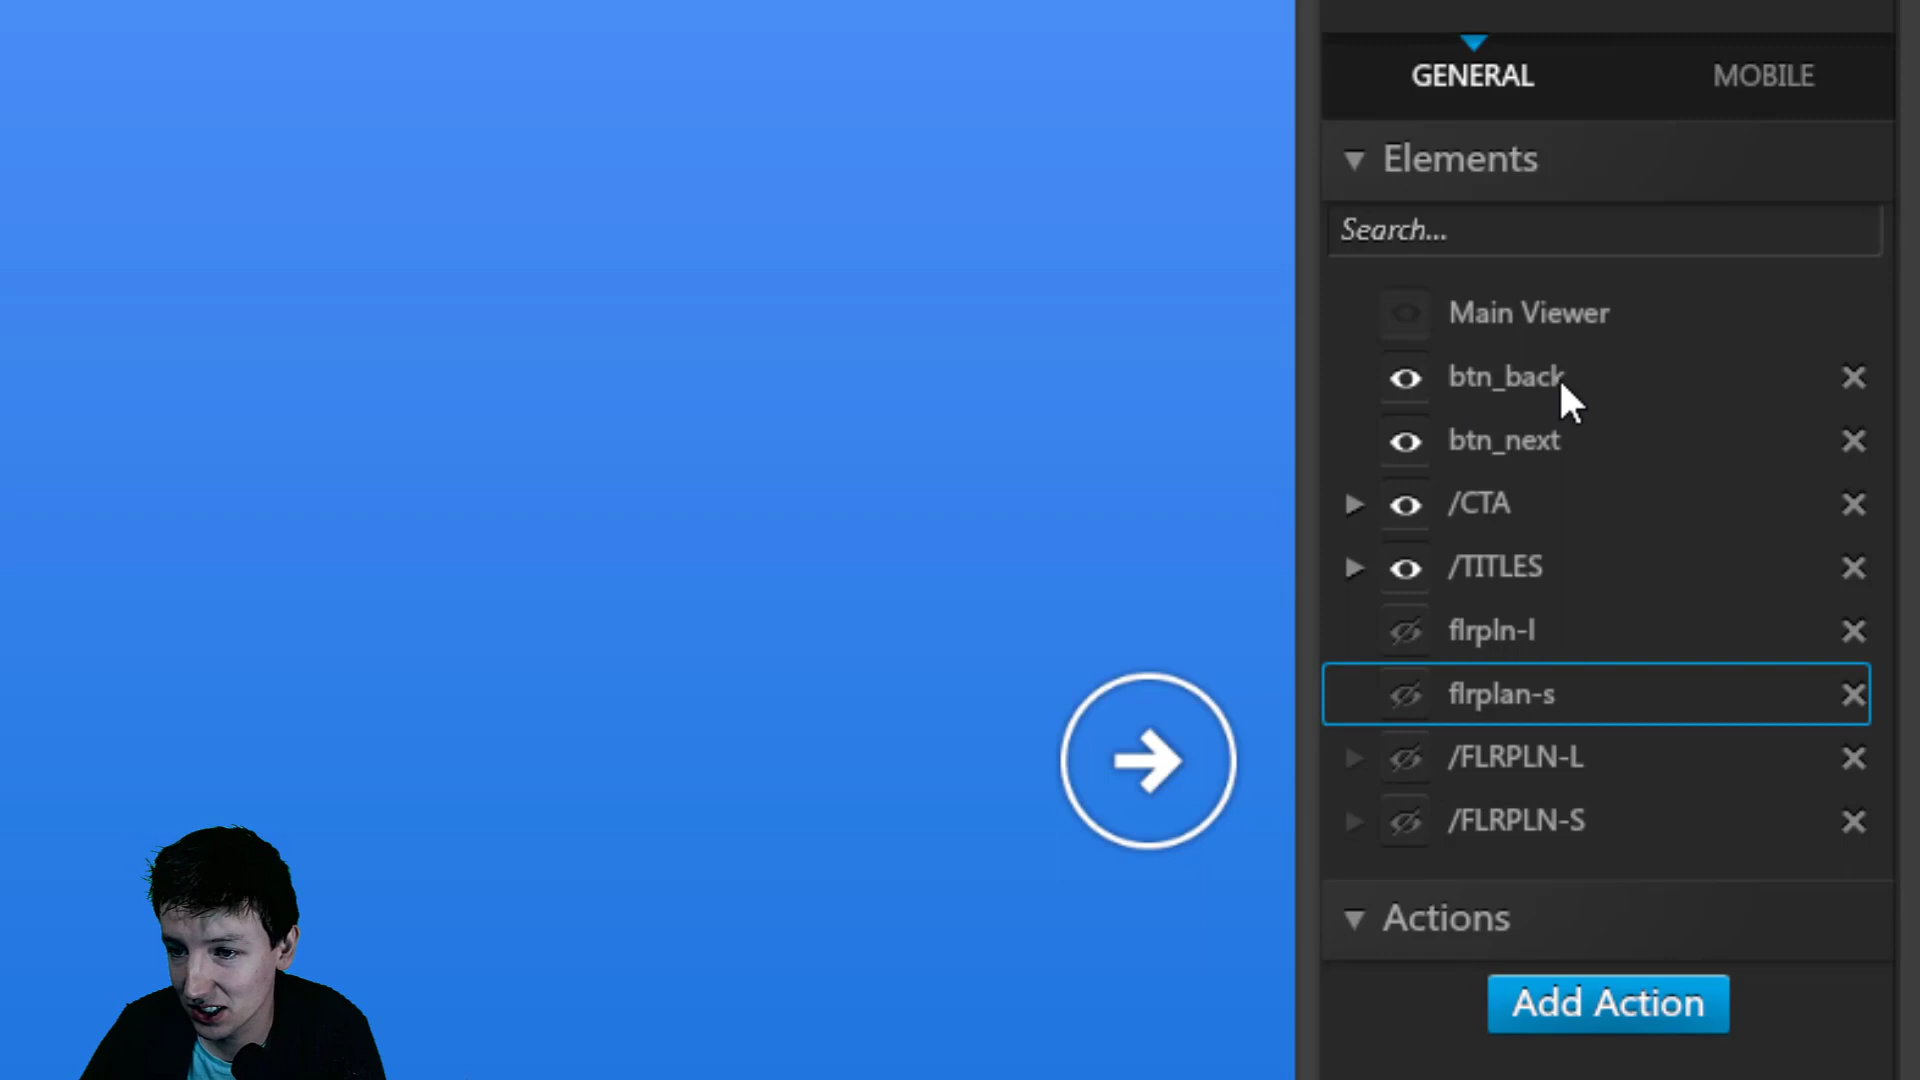 GENERAL
MOBILE
Elements
Search...
Main Viewer
btn_back
btn_next
/CTA
/TITLES
flrpln-l
flrplan-s
/FLRPLN-L
/FLRPLN-S
Actions
Add Action